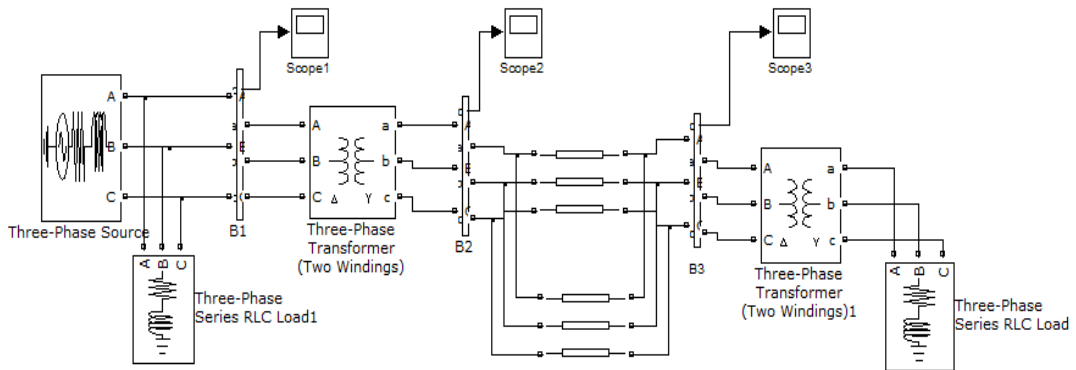 Scope1
Scope2
Scope3
A
B
C
Three-Phase Source
A
a
E
b
C
B1
A
B
C
Δ
a
b
Y c
Three-Phase
Transformer
(Two Windings)
A
a
E
b
C
B2
A
a
E
b
C
B3
A
B
C
Δ
a
b
Y c
Three-Phase
Transformer
(Two Windings)1
A B C
Three-Phase
Series RLC Load1
A B C
Three-Phase
Series RLC Load